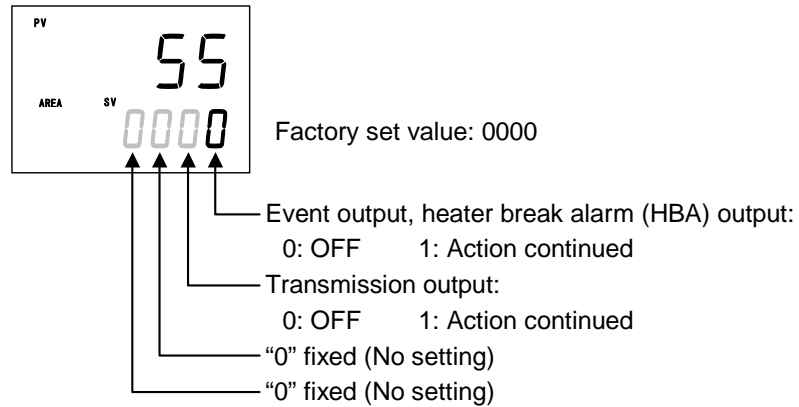 PV
SS
AREA SV
0000
Factory set value: 0000
Event output, heater break alarm (HBA) output:
0: OFF 1: Action continued
Transmission output:
0: OFF 1: Action continued
“0” fixed (No setting)
“0” fixed (No setting)